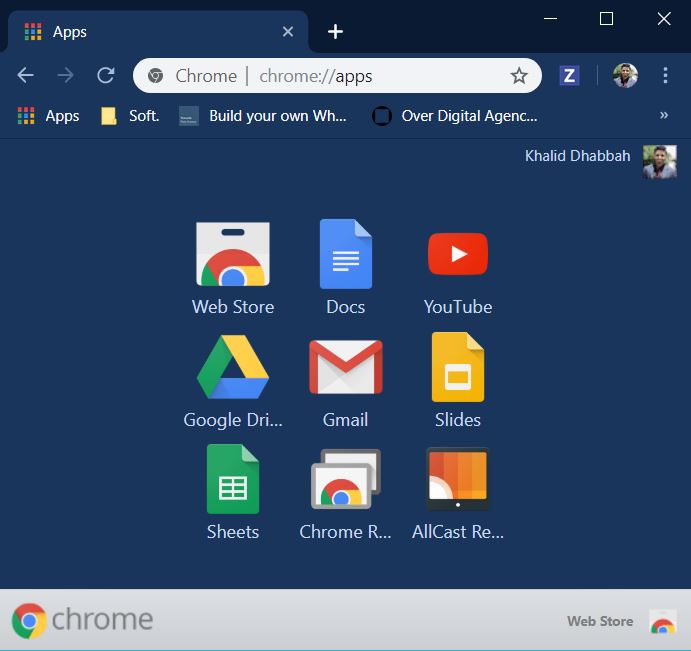 Apps
Chrome | chrome://apps
Z
Apps Soft. Build your own Wh... Over Digital Agenc... »
Khalid Dhabbah
Web Store Docs YouTube
Google Dri... Gmail Slides
Sheets Chrome R... AllCast Re...
chrome Web Store